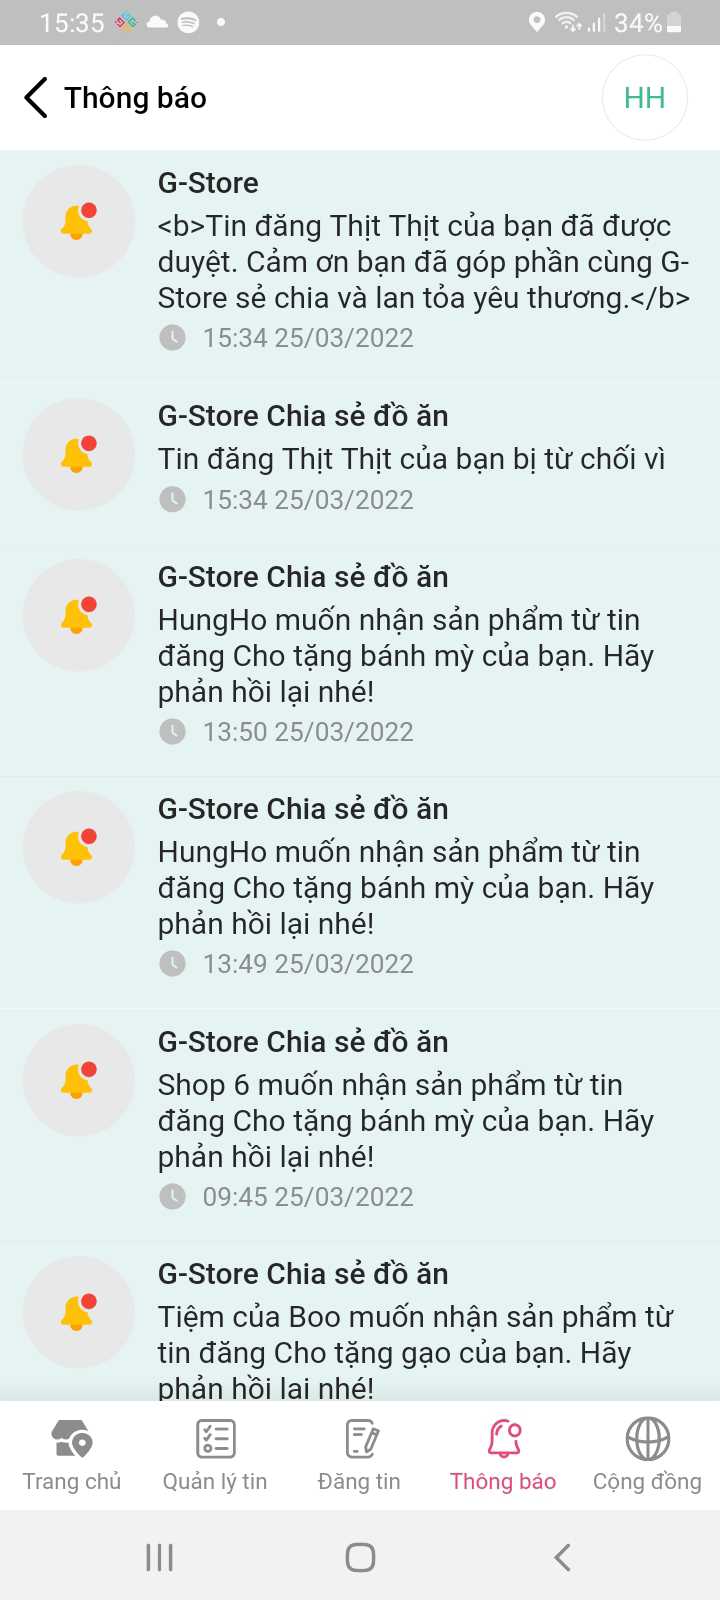 15:35
34%
Thông báo
HH
G-Store
<b>Tin đăng Thịt Thịt của bạn đã được
duyệt. Cảm ơn bạn đã góp phần cùng G-
Store sẻ chia và lan tỏa yêu thương.</b>
15:34 25/03/2022
G-Store Chia sẻ đồ ăn
Tin đăng Thịt Thịt của bạn bị từ chối vì
15:34 25/03/2022
G-Store Chia sẻ đồ ăn
HungHo muốn nhận sản phẩm từ tin
đăng Cho tặng bánh mỳ của bạn. Hãy
phản hồi lại nhé!
13:50 25/03/2022
G-Store Chia sẻ đồ ăn
HungHo muốn nhận sản phẩm từ tin
đăng Cho tặng bánh mỳ của bạn. Hãy
phản hồi lại nhé!
13:49 25/03/2022
G-Store Chia sẻ đồ ăn
Shop 6 muốn nhận sản phẩm từ tin
đăng Cho tặng bánh mỳ của bạn. Hãy
phản hồi lại nhé!
09:45 25/03/2022
G-Store Chia sẻ đồ ăn
Tiệm của Boo muốn nhận sản phẩm từ
tin đăng Cho tặng gạo của bạn. Hãy
phản hồi lại nhé!
Trang chủ
Quản lý tin
Đăng tin
Thông báo
Cộng đồng